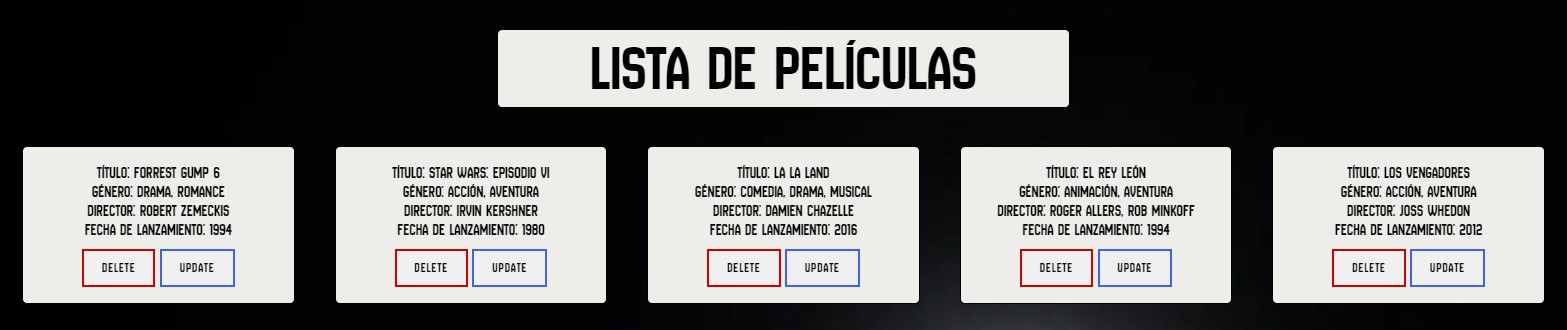 LISTA DE PELÍCULAS
TÍTULO: FORREST GUMP 6
GÉNERO: DRAMA, ROMANCE
DIRECTOR: ROBERT ZEMECKIS
FECHA DE LANZAMIENTO: 1994
DELETE UPDATE
TÍTULO: STAR WARS: EPISODIO VI
GÉNERO: ACCIÓN, AVENTURA
DIRECTOR: IRVIN KERSHNER
FECHA DE LANZAMIENTO: 1980
DELETE UPDATE
TÍTULO: LA LA LAND
GÉNERO: COMEDIA, DRAMA, MUSICAL
DIRECTOR: DAMIEN CHAZELLE
FECHA DE LANZAMIENTO: 2016
DELETE UPDATE
TÍTULO: EL REY LEÓN
GÉNERO: ANIMACIÓN, AVENTURA
DIRECTOR: ROGER ALLERS, ROB MINKOFF
FECHA DE LANZAMIENTO: 1994
DELETE UPDATE
TÍTULO: LOS VENGADORES
GÉNERO: ACCIÓN, AVENTURA
DIRECTOR: JOSS WHEDON
FECHA DE LANZAMIENTO: 2012
DELETE UPDATE